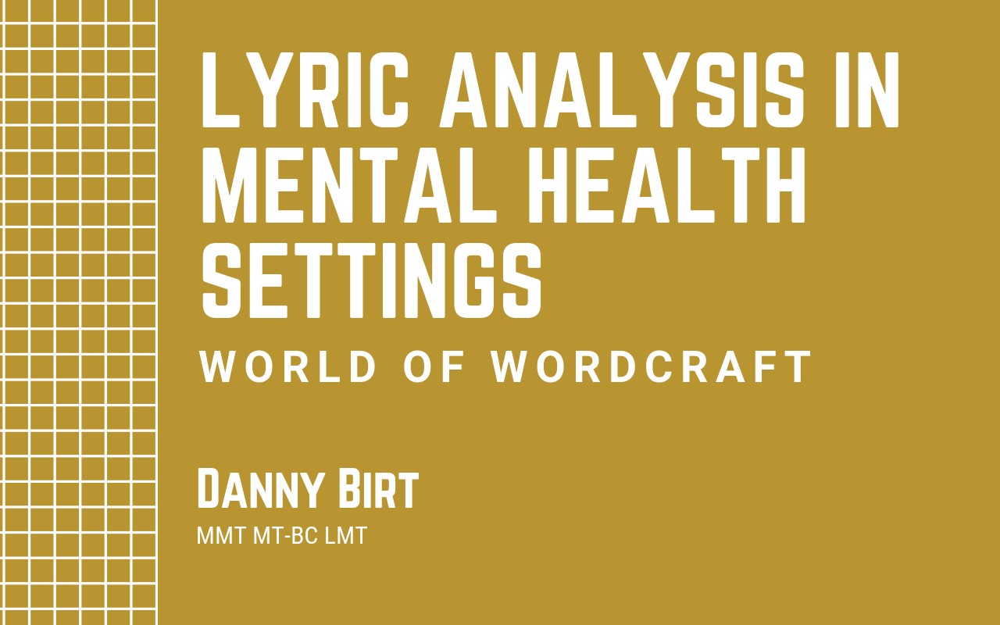 LYRIC ANALYSIS IN
MENTAL HEALTH
SETTINGS
WORLD OF WORDCRAFT
DANNY BIRT
MMT MT-BC LMT